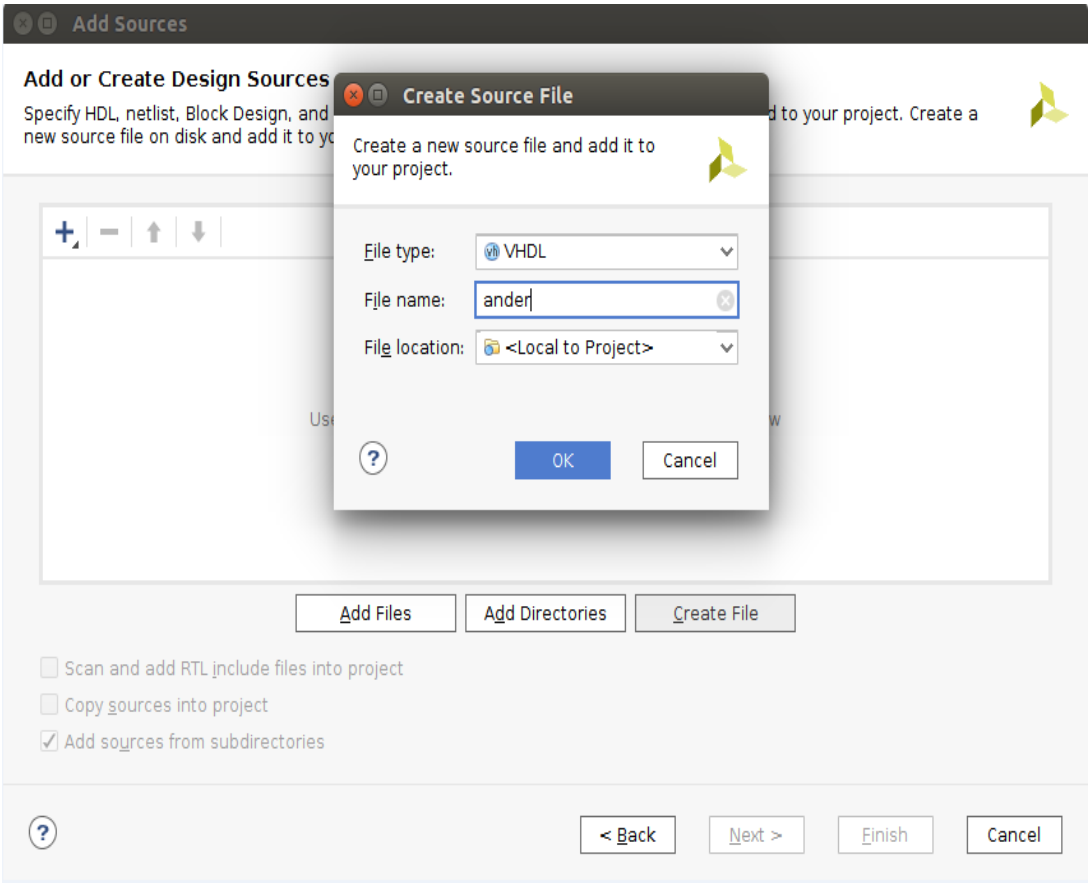 Add Sources
Add or Create Design Sources
Specify HDL, netlist, Block Design, and
d to your project. Create a
new source file on disk and add it to yo
Create Source File
Create a new source file and add it to
your project.
File type: vh VHDL
File name: ander
File location: <Local to Project>
Use
w
? OK Cancel
Add Files Add Directories Create File
Scan and add RTL include files into project
Copy sources into project
Add sources from subdirectories
? < Back Next > Finish Cancel